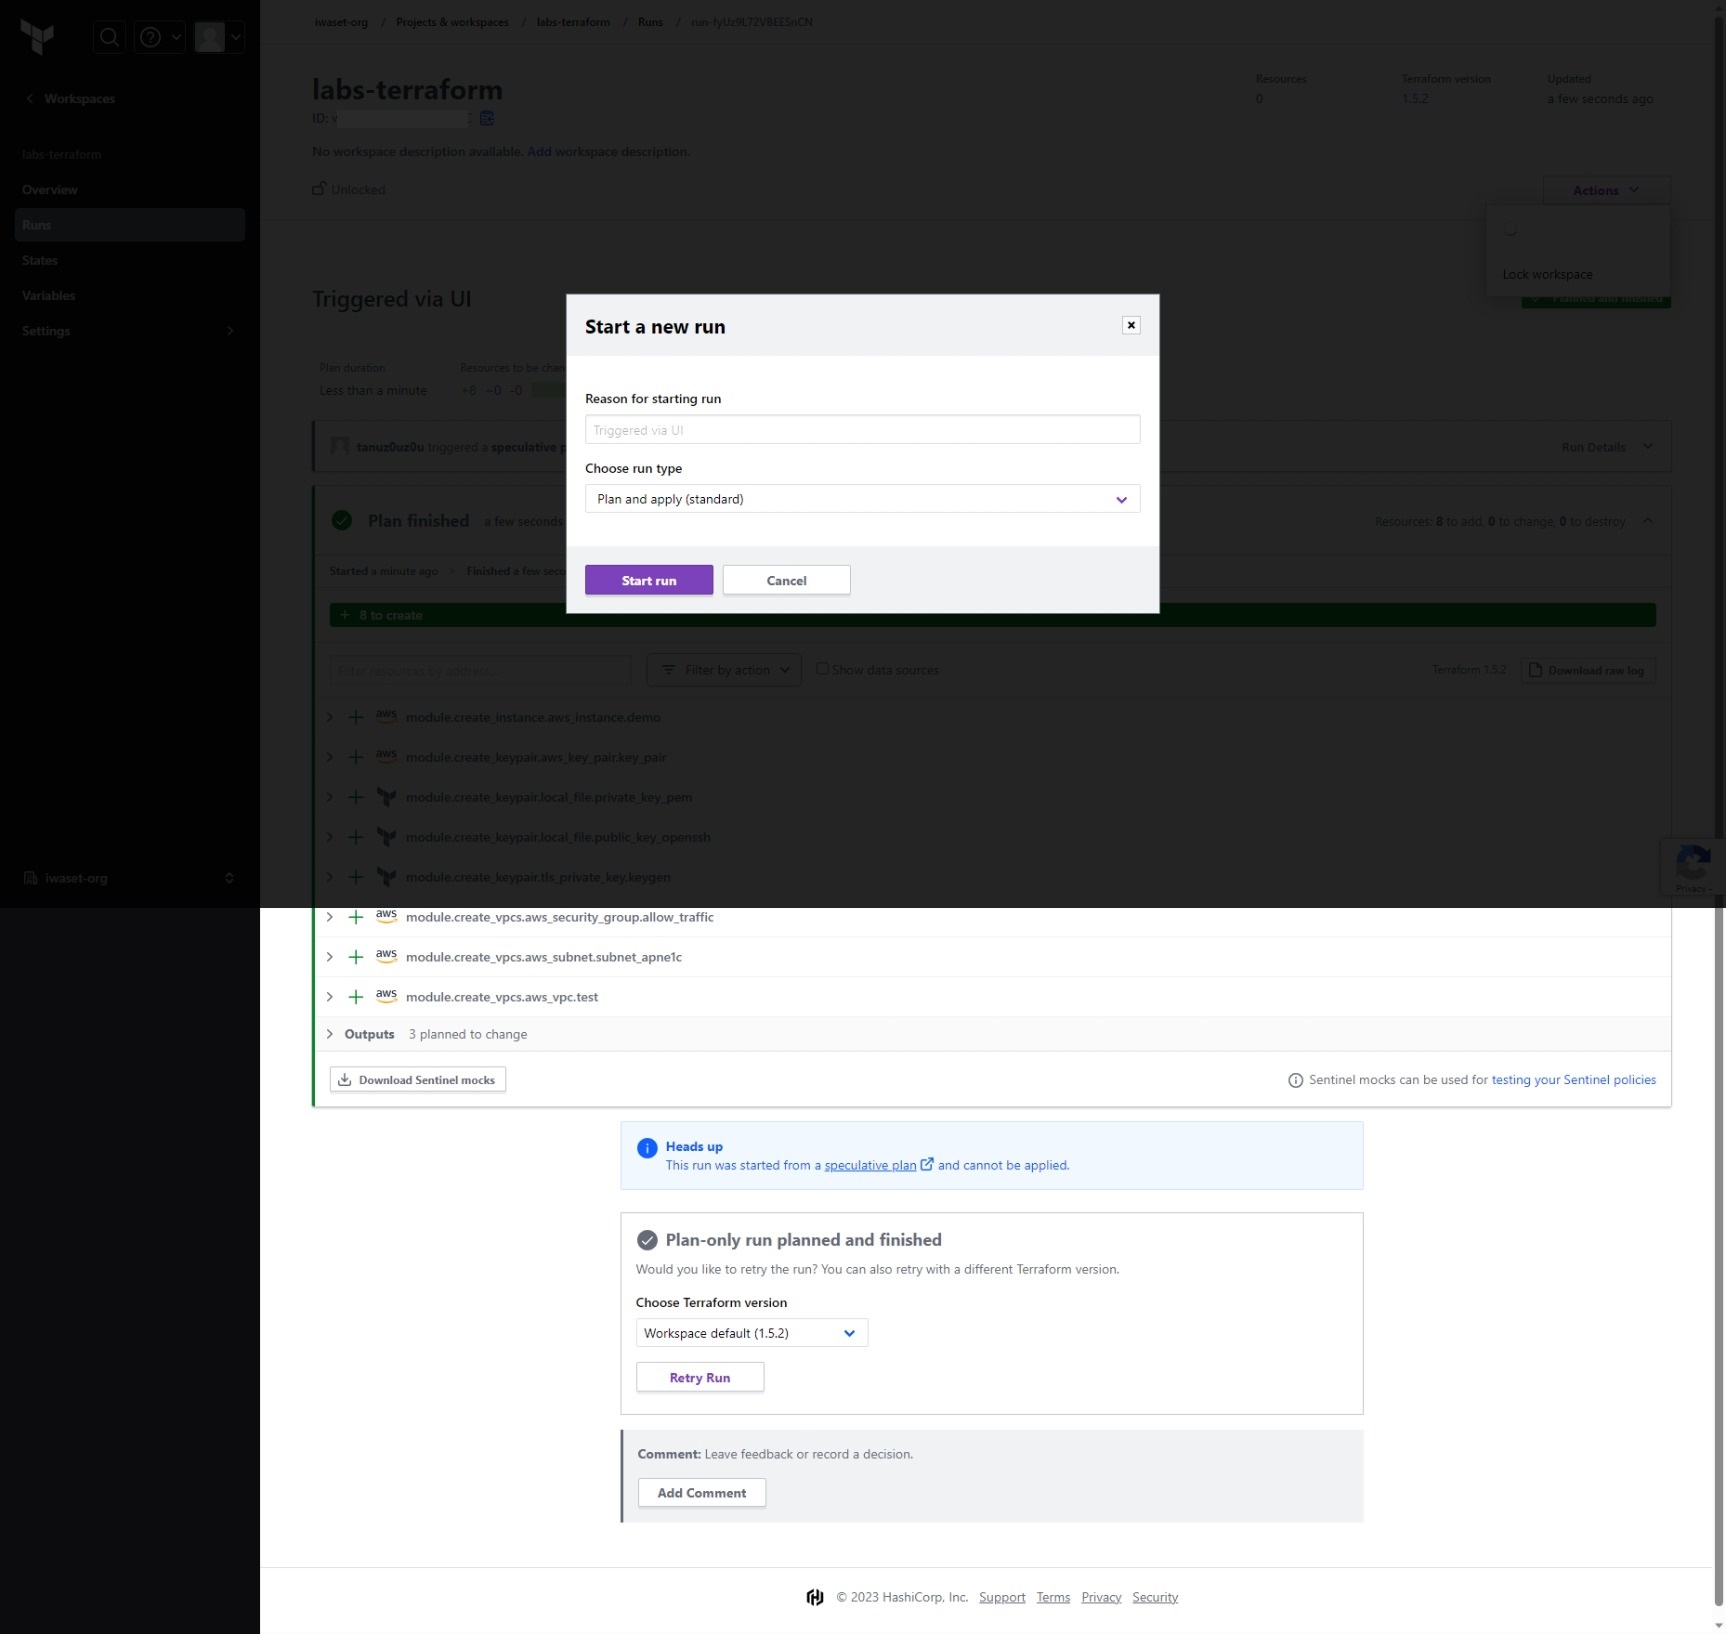 iwaset-org / Projects & workspaces / labs-terraform / Runs / run-fyUz9L72VBEESnCN
Workspaces
labs-terraform
Overview
Runs
States
Variables
Settings
iwaset-org
labs-terraform
ID:
No workspace description available. Add workspace description.
Unlocked
Resources
0
Terraform version
1.5.2
Updated
a few seconds ago
Actions
Lock workspace
Triggered via UI
Planned and finished
Plan duration
Less than a minute
Resources to be
+8 ~0 -0
Start a new run
Reason for starting run
Triggered via UI
Choose run type
Plan and apply (standard)
Start run
Cancel
tanuz0uz0u triggered a speculative
Run Details
Plan finished a few seconds
Resources: 8 to add, 0 to change, 0 to destroy
Started a minute ago > Finished a few
+ 8 to create
Filter resources by address...
Filter by action
Show data sources
Terraform 1.5.2
Download raw log
aws module.create_instance.aws_instance.demo
aws module.create_keypair.aws_key_pair.key_pair
module.create_keypair.local_file.private_key_pem
module.create_keypair.local_file.public_key_openssh
module.create_keypair.tls_private_key.keygen
aws module.create_vpcs.aws_security_group.allow_traffic
aws module.create_vpcs.aws_subnet.subnet_apne1c
aws module.create_vpcs.aws_vpc.test
Outputs 3 planned to change
Download Sentinel mocks
Sentinel mocks can be used for testing your Sentinel policies
Privacy -
Heads up
This run was started from a speculative plan and cannot be applied.
Plan-only run planned and finished
Would you like to retry the run? You can also retry with a different Terraform version.
Choose Terraform version
Workspace default (1.5.2)
Retry Run
Comment: Leave feedback or record a decision.
Add Comment
© 2023 HashiCorp, Inc. Support Terms Privacy Security